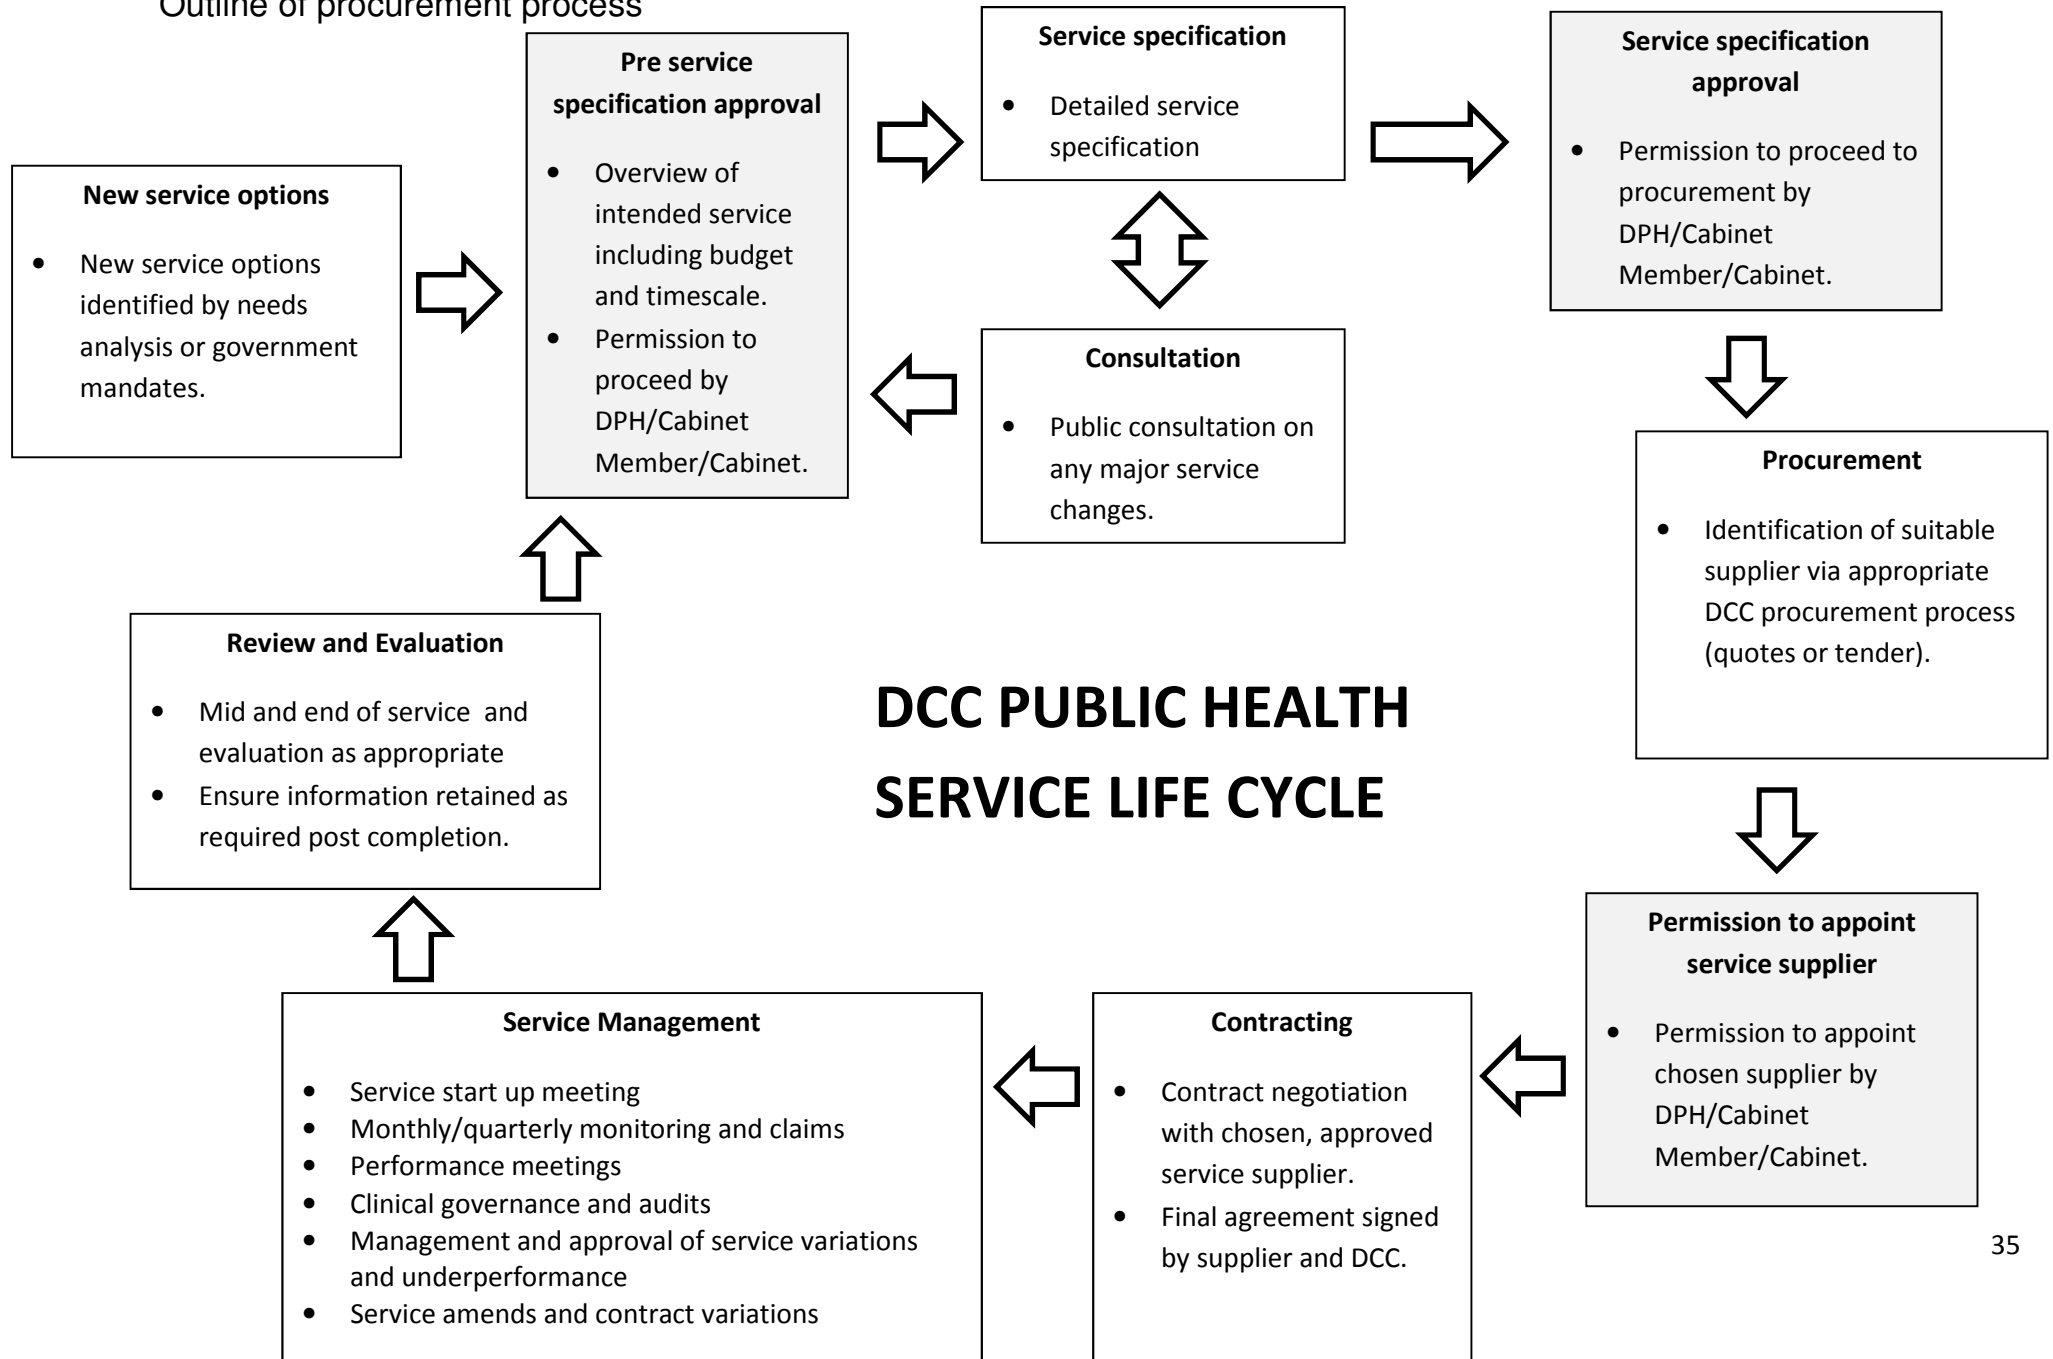 Outline of procurement process
New service options
• New service options
identified by needs
analysis or government
mandates.
Pre service
specification approval
• Overview of
intended service
including budget
and timescale.
• Permission to
proceed by
DPH/Cabinet
Member/Cabinet.
Service specification
• Detailed service
specification
Consultation
• Public consultation on
any major service
changes.
Service specification
approval
• Permission to proceed to
procurement by
DPH/Cabinet
Member/Cabinet.
Procurement
• Identification of suitable
supplier via appropriate
DCC procurement process
(quotes or tender).
DCC PUBLIC HEALTH
SERVICE LIFE CYCLE
Permission to appoint
service supplier
• Permission to appoint
chosen supplier by
DPH/Cabinet
Member/Cabinet.
Contracting
• Contract negotiation
with chosen, approved
service supplier.
• Final agreement signed
by supplier and DCC.
Service Management
• Service start up meeting
• Monthly/quarterly monitoring and claims
• Performance meetings
• Clinical governance and audits
• Management and approval of service variations
and underperformance
• Service amends and contract variations
Review and Evaluation
• Mid and end of service and
evaluation as appropriate
• Ensure information retained as
required post completion.
35